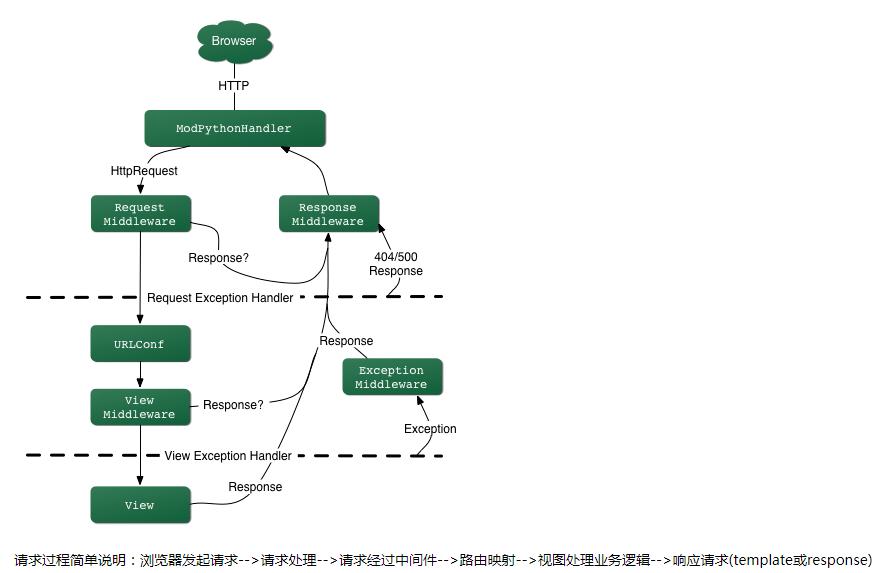 Browser
HTTP
ModPythonHandler
HttpRequest
Request
Middleware
Response
Middleware
Response?
404/500
Response
Request Exception Handler
URLConf
Response
Exception
Middleware
View
Middleware
Response?
Exception
View Exception Handler
Response
View
请求过程简单说明：浏览器发起请求-->请求处理-->请求经过中间件-->路由映射-->视图处理业务逻辑-->响应请求(template或response)